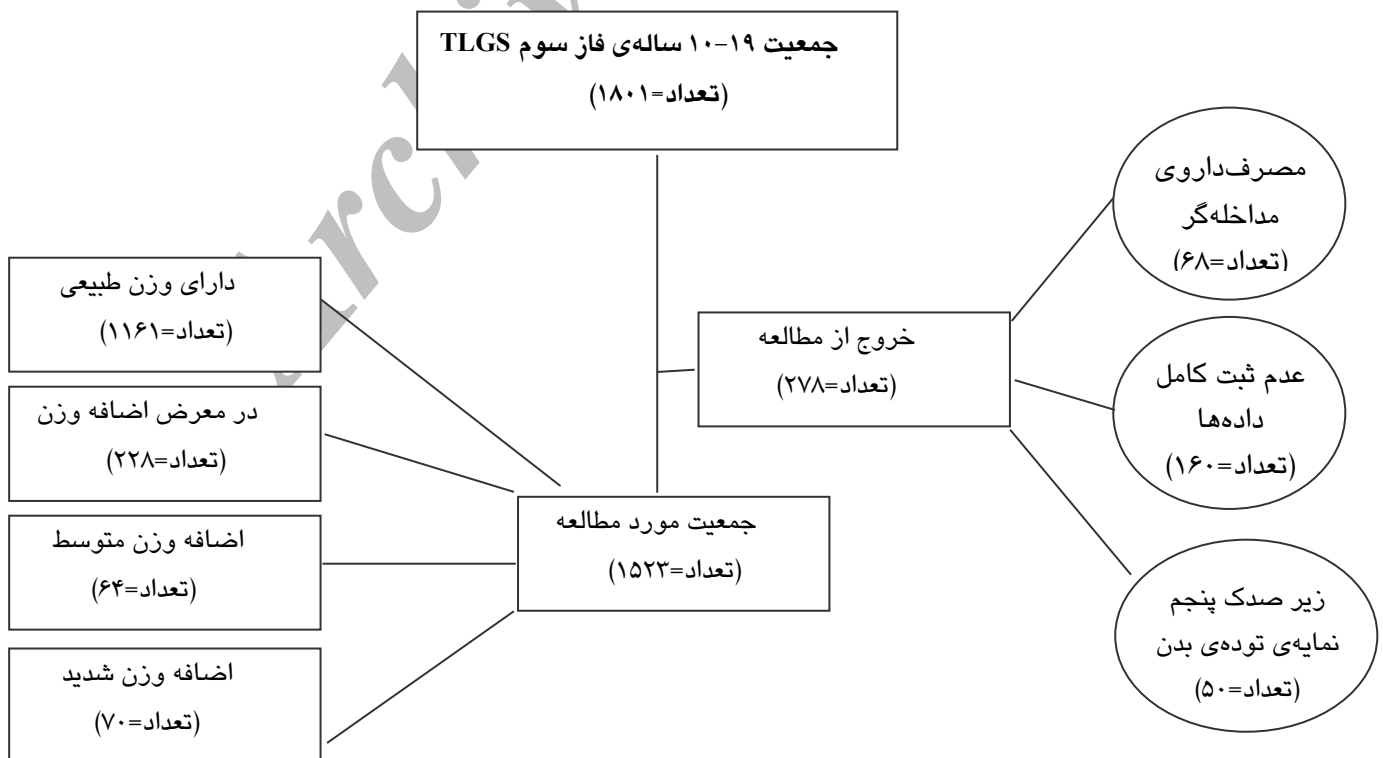 جمعیت ۱۹-۱۰ ساله‌ی فاز سوم TLGS
(تعداد=۱۸۰۱)
مصرف‌داروی
مداخله‌گر
(تعداد=۶۸)
خروج از مطالعه
(تعداد=۲۷۸)
عدم ثبت کامل
داده‌ها
(تعداد=۱۶۰)
زیر صدک پنجم
نمایه‌ی توده‌ی بدن
(تعداد=۵۰)
جمعیت مورد مطالعه
(تعداد=۱۵۲۳)
دارای وزن طبیعی
(تعداد=۱۱۶۱)
در معرض اضافه وزن
(تعداد=۲۲۸)
اضافه وزن متوسط
(تعداد=۶۴)
اضافه وزن شدید
(تعداد=۷۰)